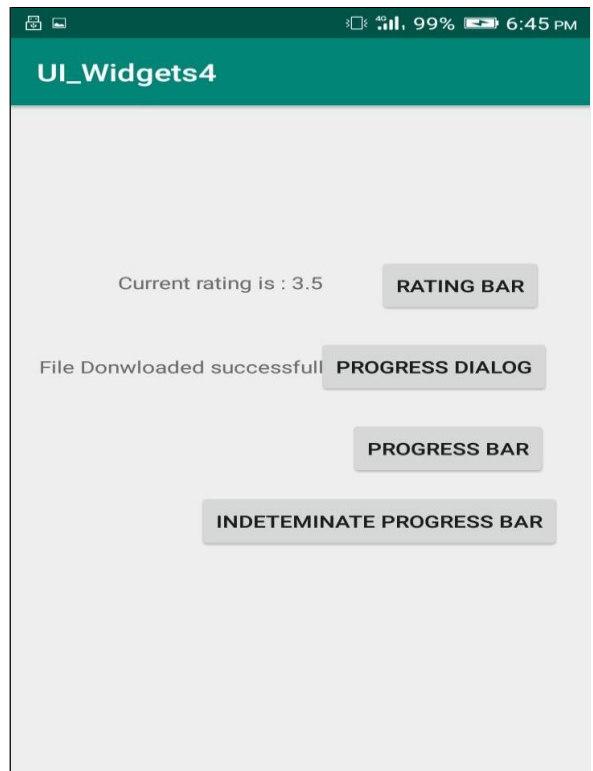 4G 99% 6:45 PM
UI_Widgets4
Current rating is : 3.5 RATING BAR
File Donwloaded successfull PROGRESS DIALOG
PROGRESS BAR
INDETEMINATE PROGRESS BAR